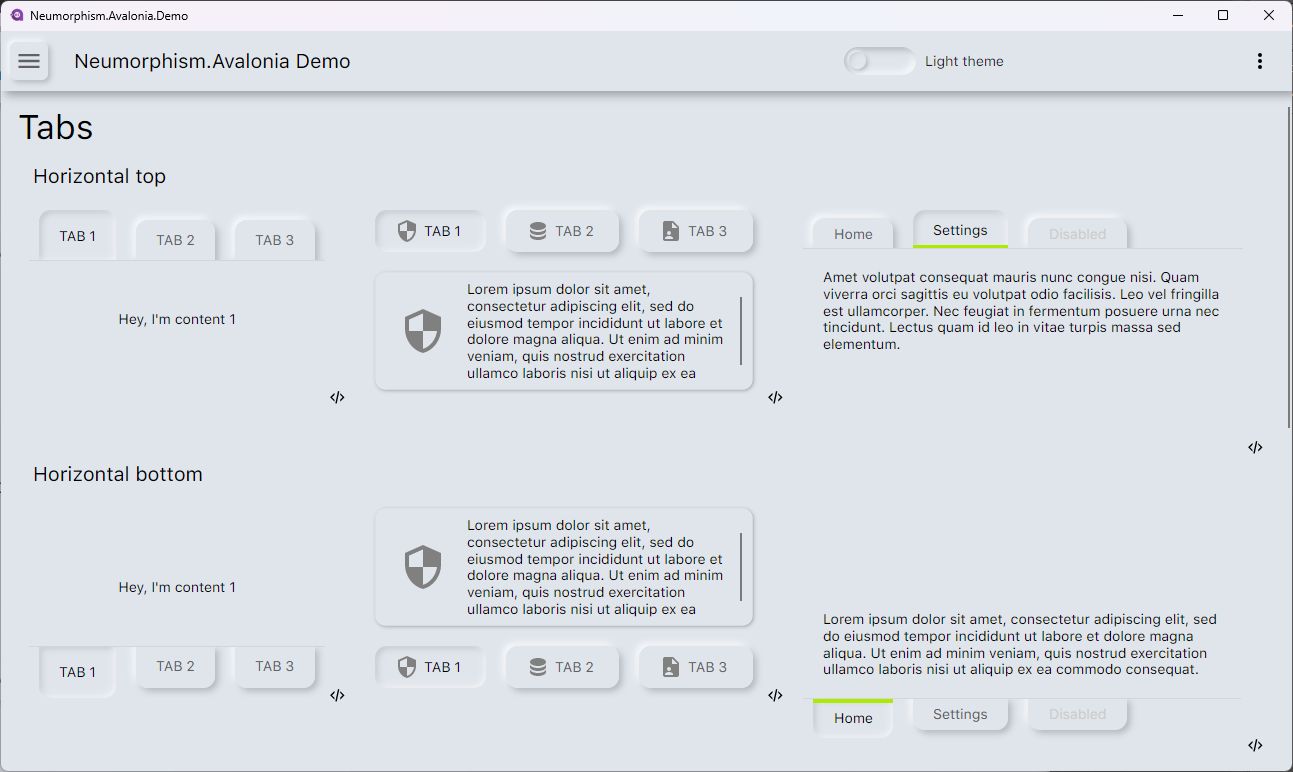 Neumorphism.Avalonia.Demo
Neumorphism.Avalonia Demo
Light theme
Tabs
Horizontal top
TAB 1
TAB 2
TAB 3
Hey, I'm content 1
TAB 1
TAB 2
TAB 3
Lorem ipsum dolor sit amet,
consectetur adipiscing elit, sed do
eiusmod tempor incididunt ut labore et
dolore magna aliqua. Ut enim ad minim
veniam, quis nostrud exercitation
ullamco laboris nisi ut aliquip ex ea
Home
Settings
Disabled
Amet volutpat consequat mauris nunc congue nisi. Quam
viverra orci sagittis eu volutpat odio facilisis. Leo vel fringilla
est ullamcorper. Nec feugiat in fermentum posuere urna nec
tincidunt. Lectus quam id leo in vitae turpis massa sed
elementum.
Horizontal bottom
Hey, I'm content 1
TAB 1
TAB 2
TAB 3
Lorem ipsum dolor sit amet,
consectetur adipiscing elit, sed do
eiusmod tempor incididunt ut labore et
dolore magna aliqua. Ut enim ad minim
veniam, quis nostrud exercitation
ullamco laboris nisi ut aliquip ex ea
TAB 1
TAB 2
TAB 3
Lorem ipsum dolor sit amet, consectetur adipiscing elit, sed
do eiusmod tempor incididunt ut labore et dolore magna
aliqua. Ut enim ad minim veniam, quis nostrud exercitation
ullamco laboris nisi ut aliquip ex ea commodo consequat.
Home
Settings
Disabled